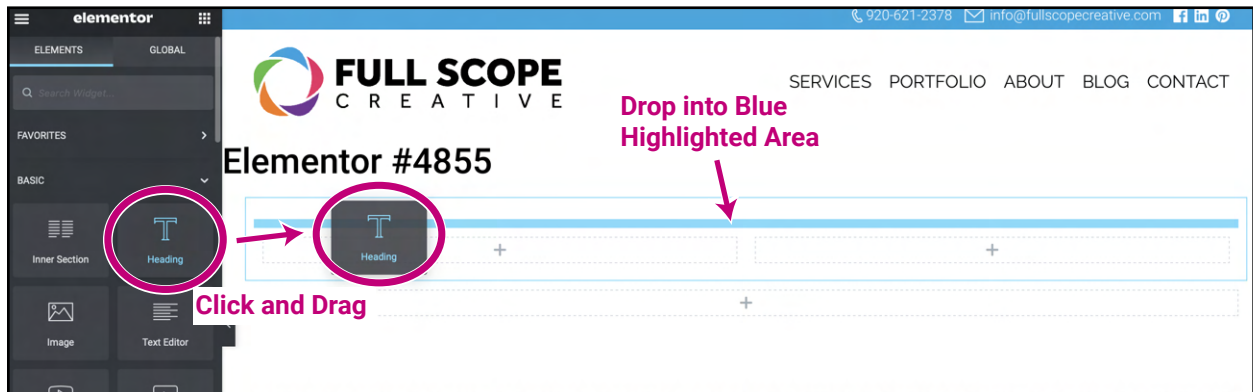 elementor
920-621-2378 info@fullscopecreative.com
ELEMENTS GLOBAL
Search Widget...
FAVORITES
BASIC
Inner Section
Heading
Image
Text Editor
FULL SCOPE
CREATIVE
SERVICES PORTFOLIO ABOUT BLOG CONTACT
Drop into Blue
Highlighted Area
Elementor #4855
Heading
Click and Drag